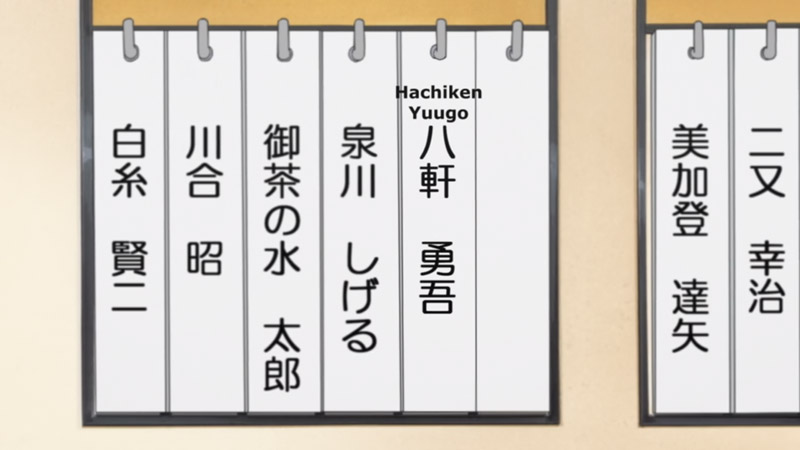 Hachiken
Yuugo
八軒 勇吾
泉川 しげる
御茶の水 太郎
川合 昭
白糸 賢二
二又 幸治
美加登 達矢